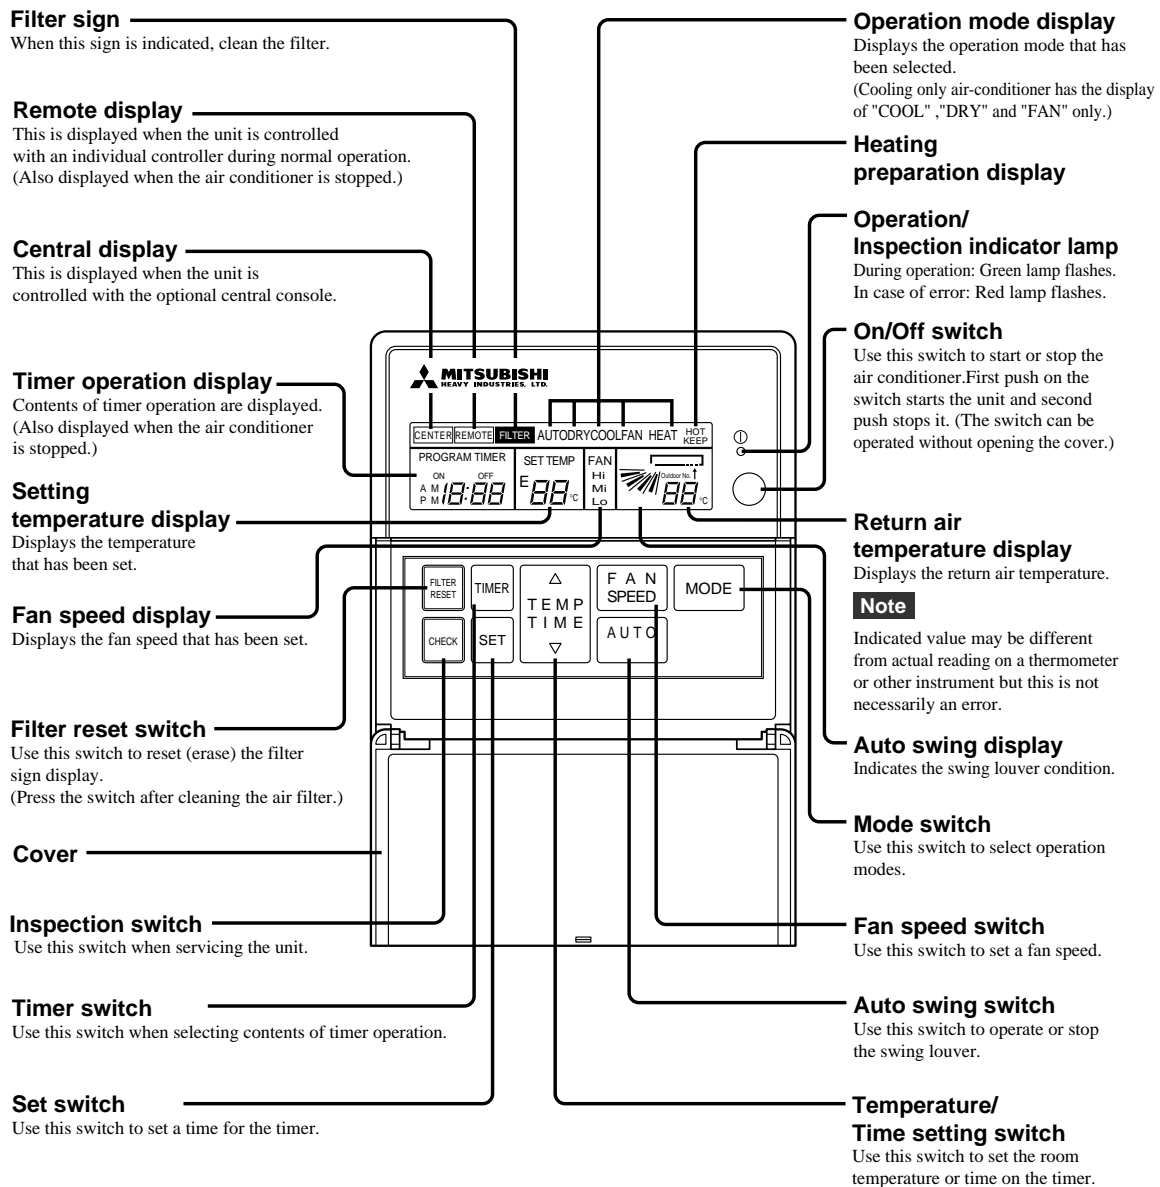 Filter sign
When this sign is indicated, clean the filter.
Remote display
This is displayed when the unit is controlled
with an individual controller during normal operation.
(Also displayed when the air conditioner is stopped.)
Central display
This is displayed when the unit is
controlled with the optional central console.
Timer operation display
Contents of timer operation are displayed.
(Also displayed when the air conditioner
is stopped.)
Setting
temperature display
Displays the temperature
that has been set.
Fan speed display
Displays the fan speed that has been set.
Filter reset switch
Use this switch to reset (erase) the filter
sign display.
(Press the switch after cleaning the air filter.)
Cover
Inspection switch
Use this switch when servicing the unit.
Timer switch
Use this switch when selecting contents of timer operation.
Set switch
Use this switch to set a time for the timer.
MITSUBISHI
HEAVY INDUSTRIES, LTD.
CENTER REMOTE FILTER AUTODRYCOOLFAN HEAT HOT
KEEP
PROGRAM TIMER
ON OFF
A M
P M 18:88
SET TEMP
E 88 °C
FAN
Hi
Mi
Lo
Outdoor No.
88 °C
FILTER
RESET
TIMER
△
TEMP
TIME
▽
FAN
SPEED
MODE
CHECK
SET
AUTO
Operation mode display
Displays the operation mode that has
been selected.
(Cooling only air-conditioner has the display
of "COOL" ,"DRY" and "FAN" only.)
Heating
preparation display
Operation/
Inspection indicator lamp
During operation: Green lamp flashes.
In case of error: Red lamp flashes.
On/Off switch
Use this switch to start or stop the
air conditioner.First push on the
switch starts the unit and second
push stops it. (The switch can be
operated without opening the cover.)
Return air
temperature display
Displays the return air temperature.
Note
Indicated value may be different
from actual reading on a thermometer
or other instrument but this is not
necessarily an error.
Auto swing display
Indicates the swing louver condition.
Mode switch
Use this switch to select operation
modes.
Fan speed switch
Use this switch to set a fan speed.
Auto swing switch
Use this switch to operate or stop
the swing louver.
Temperature/
Time setting switch
Use this switch to set the room
temperature or time on the timer.